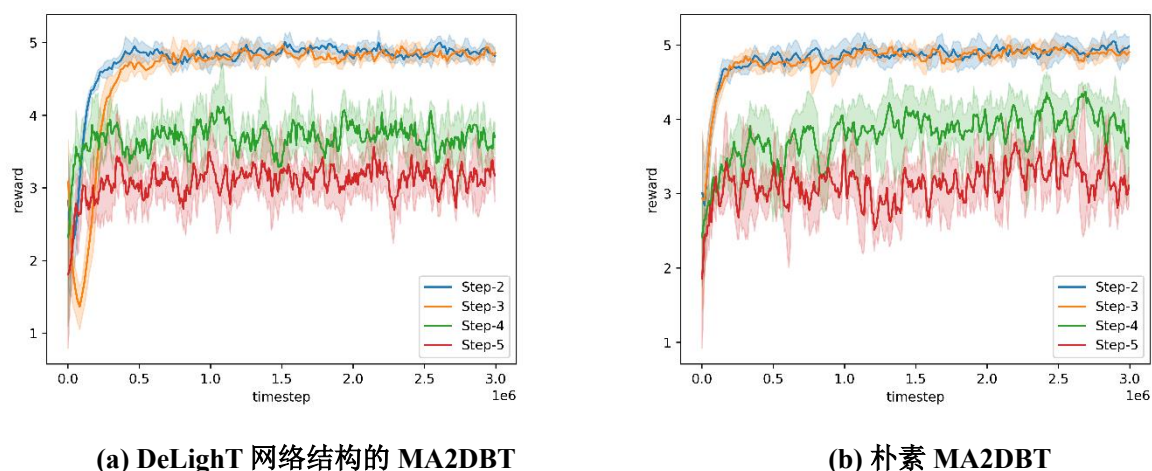 5
4
3
2
1
reward
Step-2
Step-3
Step-4
Step-5
0.0 0.5 1.0 1.5 2.0 2.5 3.0
1e6
timestep
(a) DeLighT 网络结构的 MA2DBT
5
4
3
2
1
reward
Step-2
Step-3
Step-4
Step-5
0.0 0.5 1.0 1.5 2.0 2.5 3.0
1e6
timestep
(b) 朴素 MA2DBT